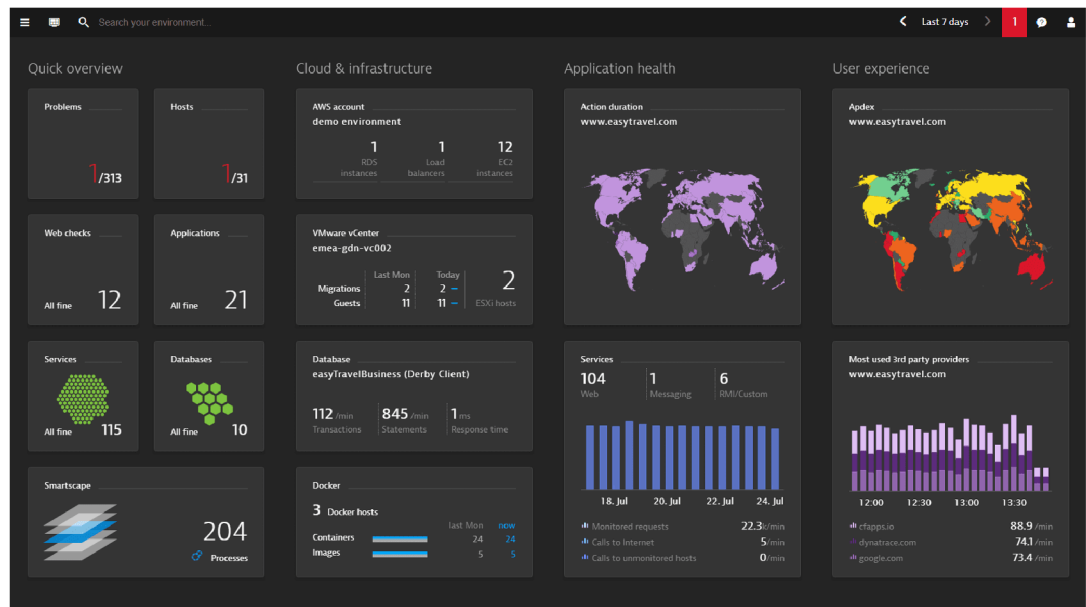 Search your environment...
Last 7 days
1
Quick overview
Problems
1/313
Hosts
1/31
Web checks
All fine 12
Applications
All fine 21
Services
All fine 115
Databases
All fine 10
Smartscape
204
Processes
Cloud & infrastructure
AWS account
demo environment
1 1 12
RDS Load EC2
instances balancers instances
VMware vCenter
emea-gdn-vc002
Last Mon Today
Migrations 2 2
Guests 11 11
2
ESXi hosts
Database
easyTravelBusiness (Derby Client)
112 /min 845 /min 1 ms
Transactions Statements Response time
Docker
3 Docker hosts
last Mon now
Containers 24 24
Images 5 5
Application health
Action duration
www.easytravel.com
Services
104 1 6
Web Messaging RMI/Custom
18. Jul 20. Jul 22. Jul 24. Jul
Monitored requests 22.3k/min
Calls to Internet 5/min
Calls to unmonitored hosts 0/min
User experience
Apdex
www.easytravel.com
Most used 3rd party providers
www.easytravel.com
12:00 12:30 13:00 13:30
cfapps.io 88.9 /min
dynatrace.com 74.1 /min
google.com 73.4 /min